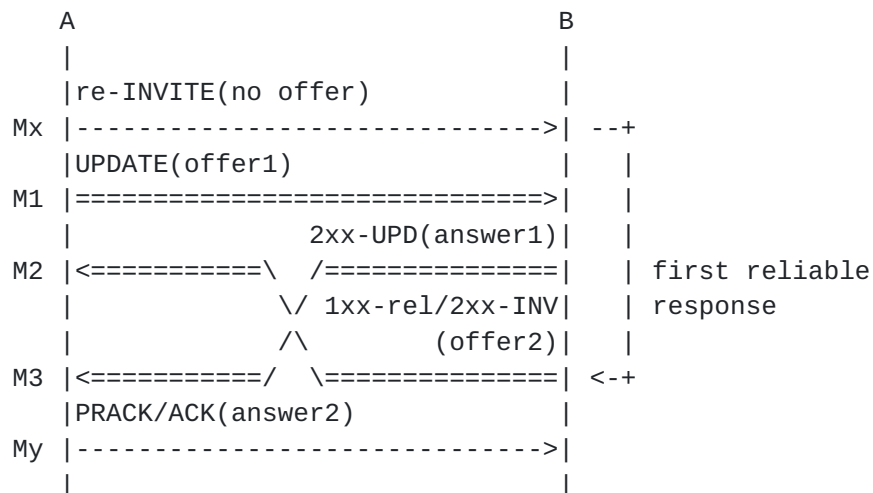 A                               B
|                               |
|re-INVITE(no offer)            |
Mx |------------------------------>| --+
|UPDATE(offer1)                 |   |
M1 |==============================>|   |
|               2xx-UPD(answer1)|   |
M2 |<===========\  /===============|   | first reliable
|             \/ 1xx-rel/2xx-INV|   | response
|             /\        (offer2)|   |
M3 |<===========/  \===============| <-+
|PRACK/ACK(answer2)             |
My |------------------------------>|
|                               |